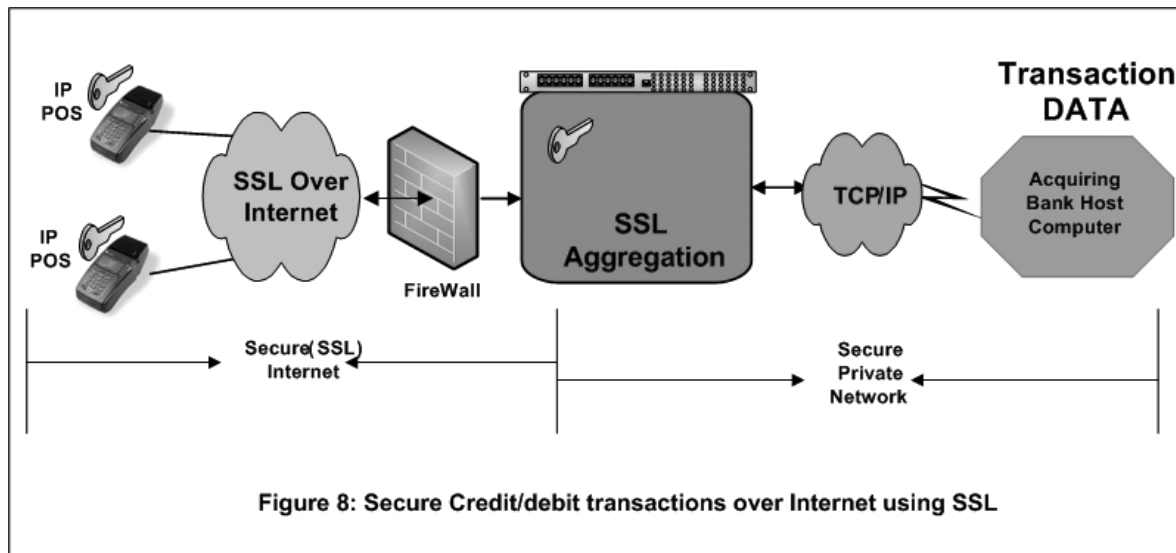 IP
POS
IP
POS
SSL Over
Internet
FireWall
SSL
Aggregation
TCP/IP
Transaction
DATA
Acquiring
Bank Host
Computer
Secure(SSL)
Internet
Secure
Private
Network
Figure 8: Secure Credit/debit transactions over Internet using SSL